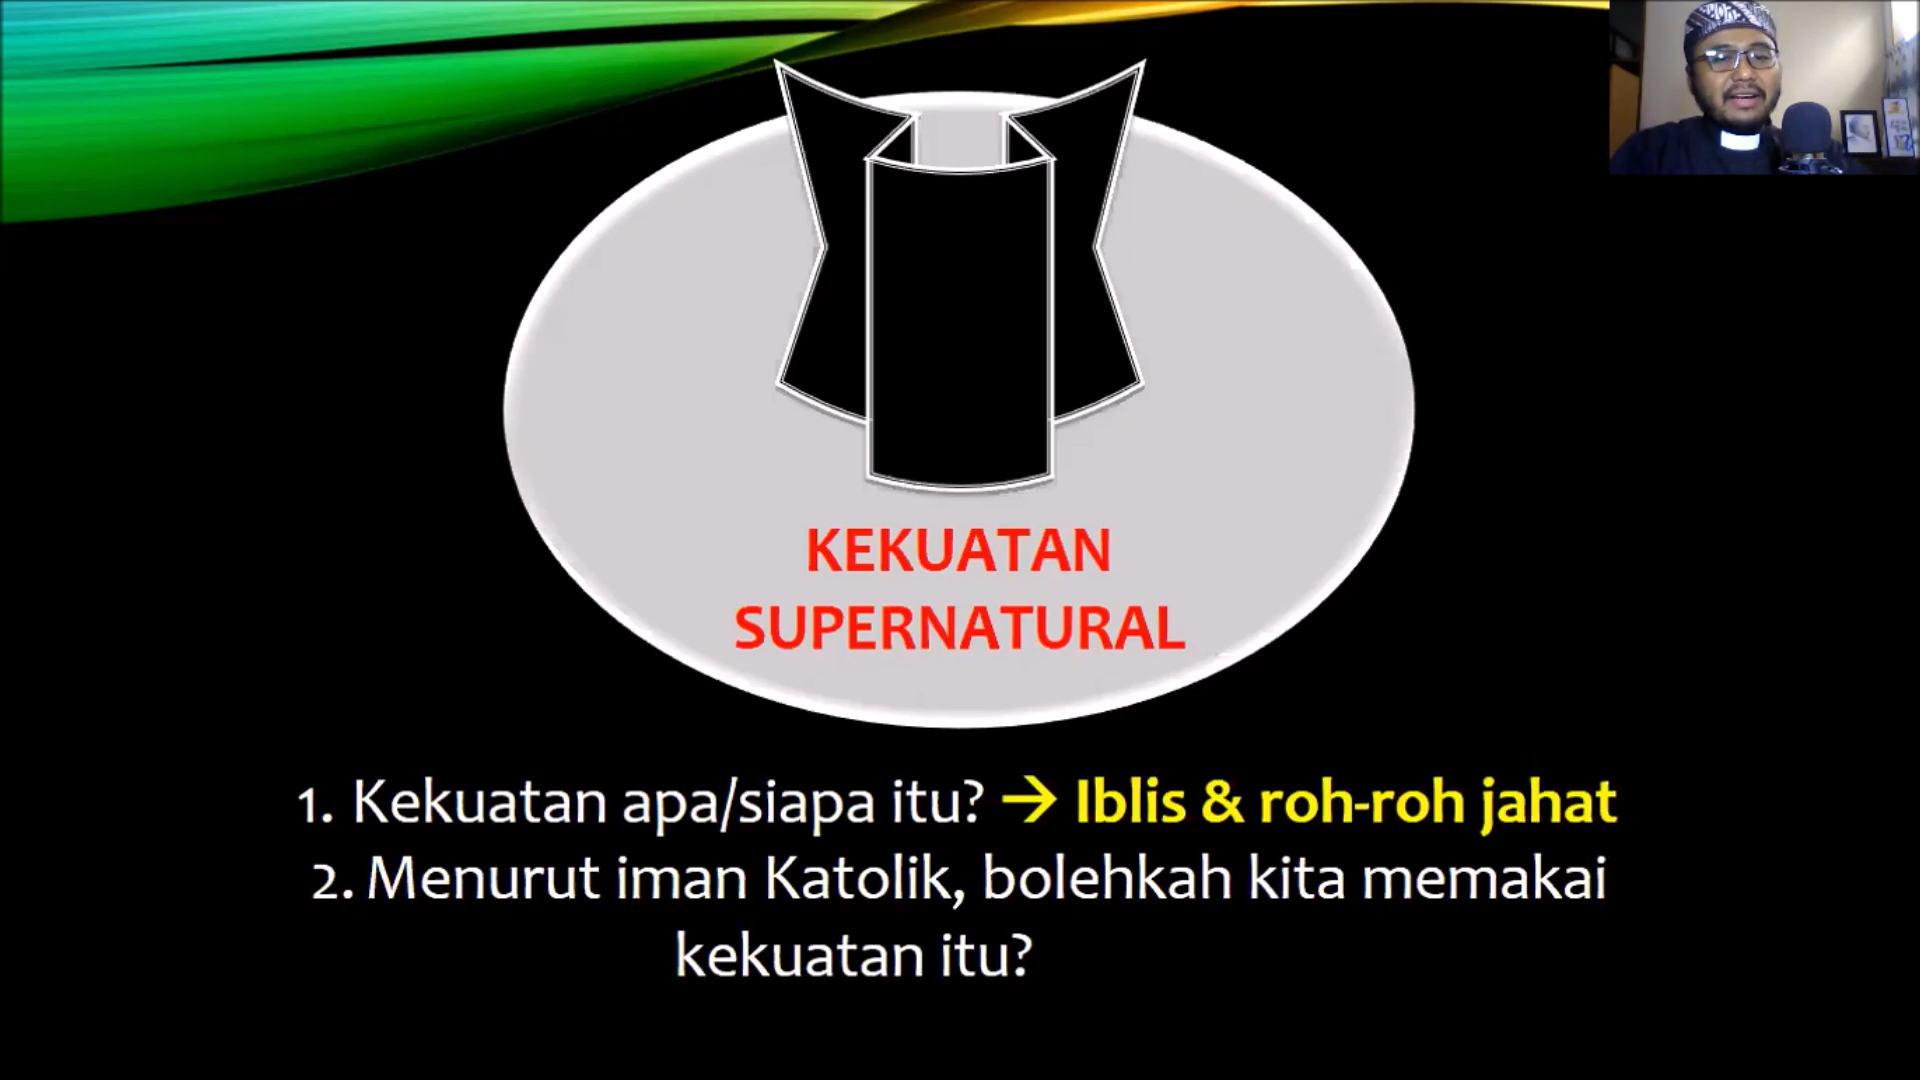 KEKUATAN
SUPERNATURAL
1. Kekuatan apa/siapa itu? → Iblis & roh-roh jahat
2. Menurut iman Katolik, bolehkah kita memakai
kekuatan itu?